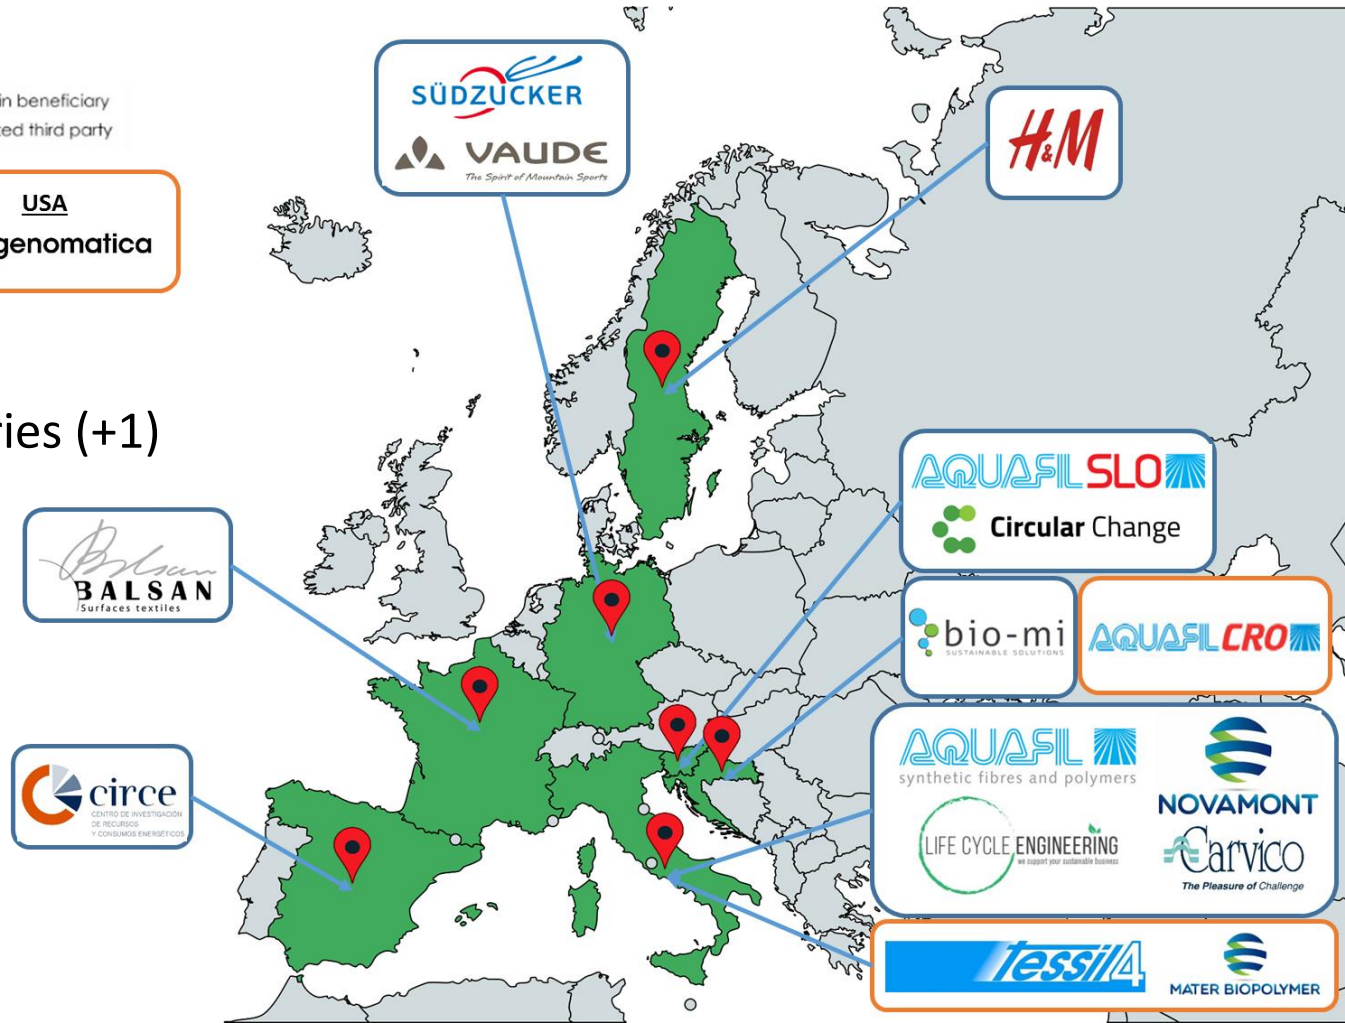 in beneficiary
ed third party
USA
genomatica
ries (+1)
SÜDZUCKER
VAUDE
The Spirit of Mountain Sports
H&M
BALSAN
Surfaces textiles
circe
CENTRO DE INVESTIGACIÓN
DE RECURSOS
Y CONSUMOS ENERGÉTICOS
AQUAFIL SLO
Circular Change
bio-mi
SUSTAINABLE SOLUTIONS
AQUAFIL CRO
AQUAFIL
synthetic fibres and polymers
NOVAMONT
LIFE CYCLE ENGINEERING
we support your sustainable business
Carvico
The Pleasure of Challenge
tessil4
MATER BIOPOLYMER